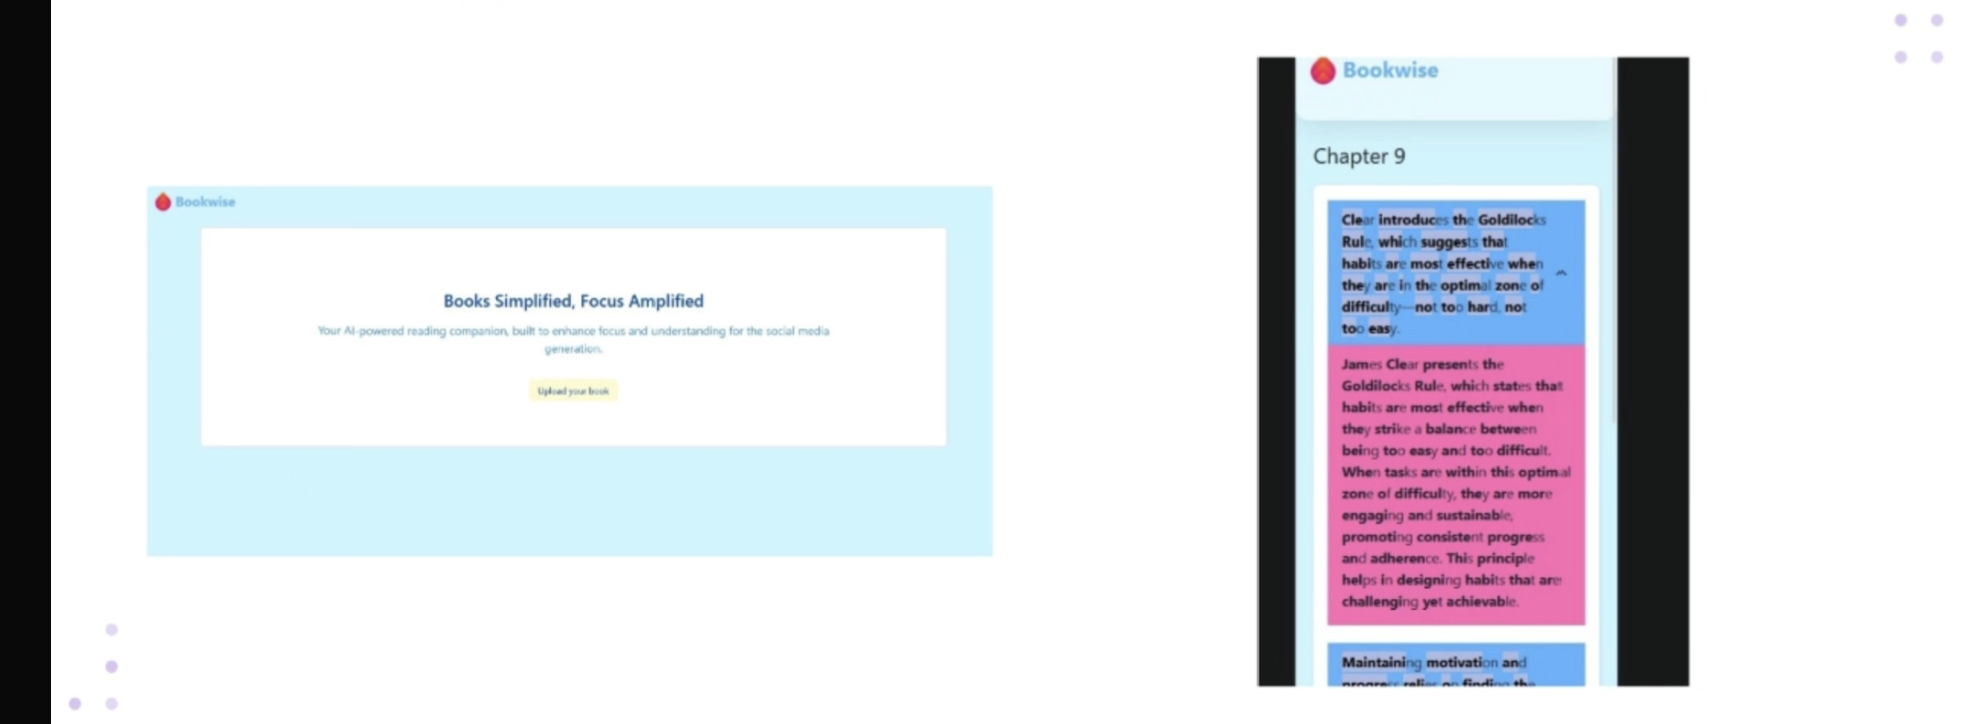 Bookwise
Books Simplified, Focus Amplified
Your AI-powered reading companion, built to enhance focus and understanding for the social media
generation.
Upload your book
Bookwise
Chapter 9
Clear introduces the Goldilocks
Rule, which suggests that
habits are most effective when
they are in the optimal zone of
difficulty—not too hard, not
too easy.
James Clear presents the
Goldilocks Rule, which states that
habits are most effective when
they strike a balance between
being too easy and too difficult.
When tasks are within this optimal
zone of difficulty, they are more
engaging and sustainable,
promoting consistent progress
and adherence. This principle
helps in designing habits that are
challenging yet achievable.
Maintaining motivation and
progress relies on finding the